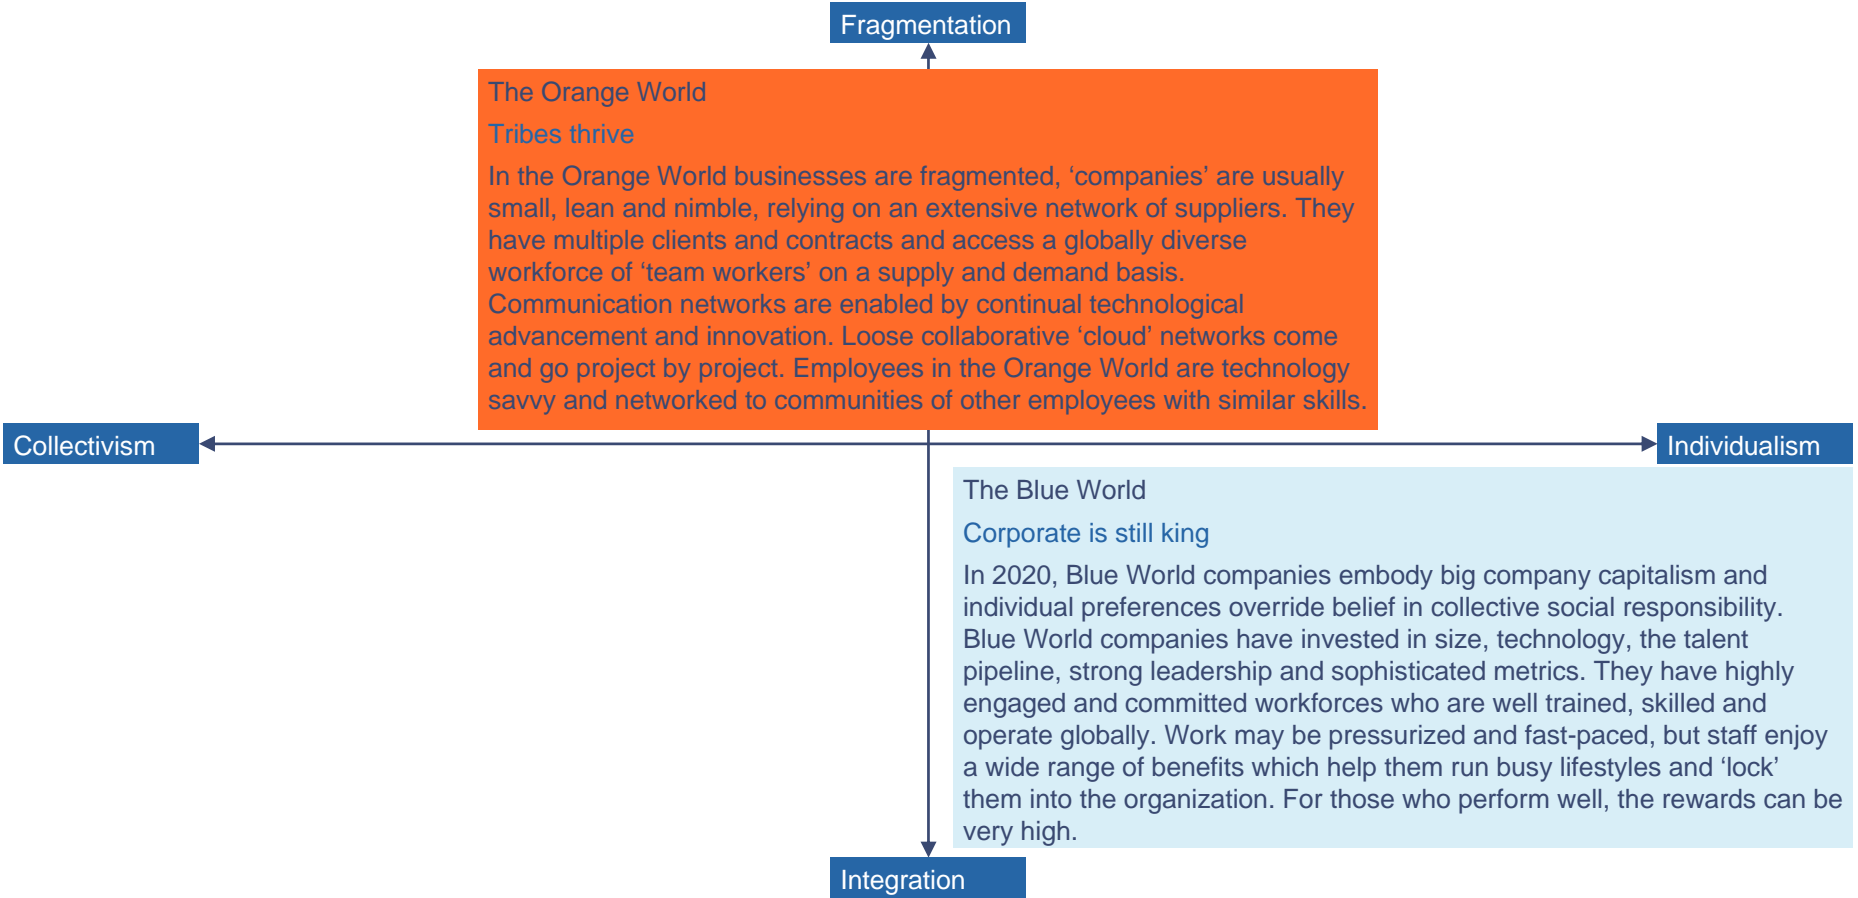 Fragmentation
The Orange World
Tribes thrive
In the Orange World businesses are fragmented, ‘companies’ are usually
small, lean and nimble, relying on an extensive network of suppliers. They
have multiple clients and contracts and access a globally diverse
workforce of ‘team workers’ on a supply and demand basis.
Communication networks are enabled by continual technological
advancement and innovation. Loose collaborative ‘cloud’ networks come
and go project by project. Employees in the Orange World are technology
savvy and networked to communities of other employees with similar skills.
Collectivism
Individualism
The Blue World
Corporate is still king
In 2020, Blue World companies embody big company capitalism and
individual preferences override belief in collective social responsibility.
Blue World companies have invested in size, technology, the talent
pipeline, strong leadership and sophisticated metrics. They have highly
engaged and committed workforces who are well trained, skilled and
operate globally. Work may be pressurized and fast-paced, but staff enjoy
a wide range of benefits which help them run busy lifestyles and ‘lock’
them into the organization. For those who perform well, the rewards can be
very high.
Integration